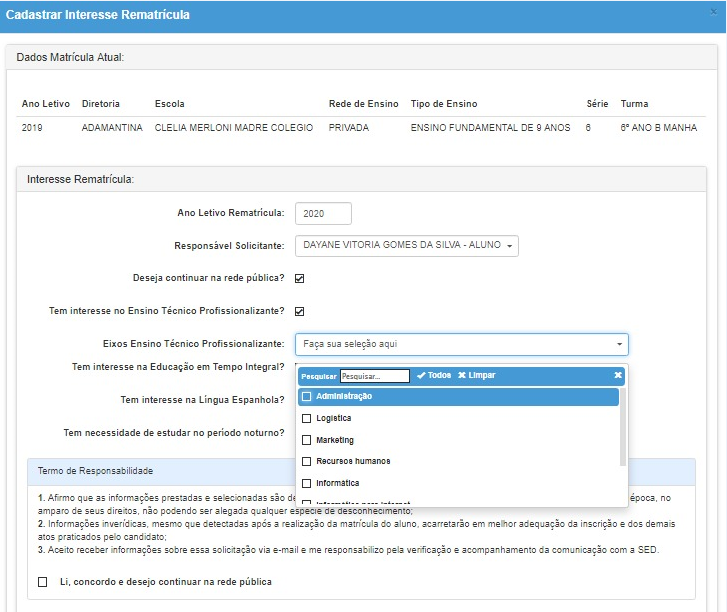 Cadastrar Interesse Rematrícula
x
Dados Matrícula Atual:
Ano Letivo Diretoria Escola Rede de Ensino Tipo de Ensino Série Turma
2019 ADAMANTINA CLELIA MERLONI MADRE COLEGIO PRIVADA ENSINO FUNDAMENTAL DE 9 ANOS 6 6º ANO B MANHA
Interesse Rematrícula:
Ano Letivo Rematrícula: 2020
Responsável Solicitante: DAYANE VITORIA GOMES DA SILVA - ALUNO
Deseja continuar na rede pública?
Tem interesse no Ensino Técnico Profissionalizante?
Eixos Ensino Técnico Profissionalizante: Faça sua seleção aqui
Tem interesse na Educação em Tempo Integral?
Pesquisar Pesquisar... Todos Limpar
Administração
Tem interesse na Língua Espanhola?
Logística
Marketing
Tem necessidade de estudar no período noturno?
Recursos humanos
Informática
Informática para internet
Termo de Responsabilidade
1. Afirmo que as informações prestadas e selecionadas são de época, no
amparo de seus direitos, não podendo ser alegada qualquer espécie de desconhecimento;
2. Informações inverídicas, mesmo que detectadas após a realização da matrícula do aluno, acarretarão em melhor adequação da inscrição e dos demais
atos praticados pelo candidato;
3. Aceito receber informações sobre essa solicitação via e-mail e me responsabilizo pela verificação e acompanhamento da comunicação com a SED.
Li, concordo e desejo continuar na rede pública